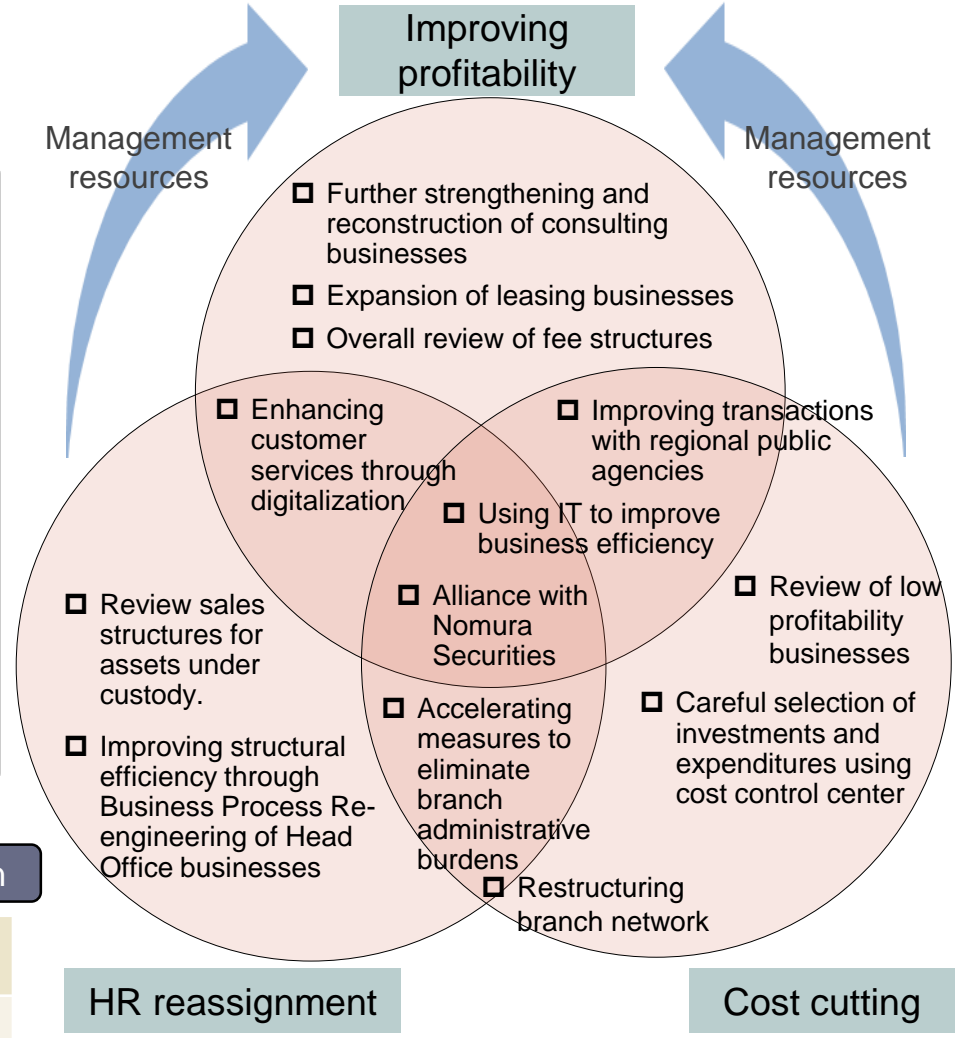 Improving
profitability
Management
resources
Management
resources
Further strengthening and
reconstruction of consulting
businesses
Expansion of leasing businesses
Overall review of fee structures
Enhancing
customer
services through
digitalization
Improving transactions
with regional public
agencies
Using IT to improve
business efficiency
Alliance with
Nomura
Securities
Review of low
profitability
businesses
Review sales
structures for
assets under
custody.
Accelerating
measures to
eliminate
branch
administrative
burdens
Careful selection of
investments and
expenditures using
cost control center
Improving structural
efficiency through
Business Process Re-
engineering of Head
Office businesses
Restructuring
branch network
HR reassignment
Cost cutting